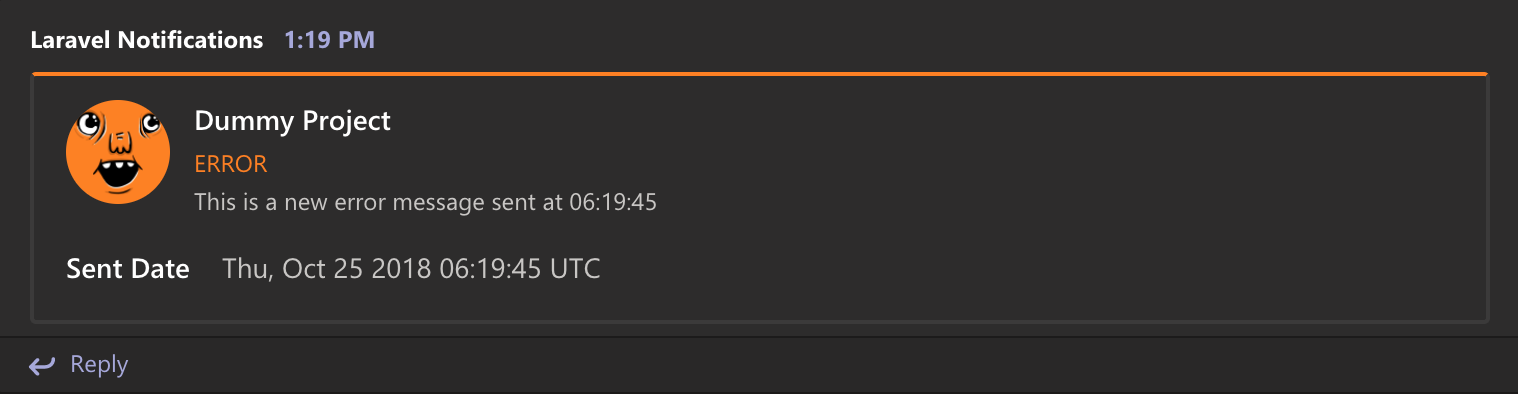 Laravel Notifications 1:19 PM
Dummy Project
ERROR
This is a new error message sent at 06:19:45
Sent Date Thu, Oct 25 2018 06:19:45 UTC
Reply